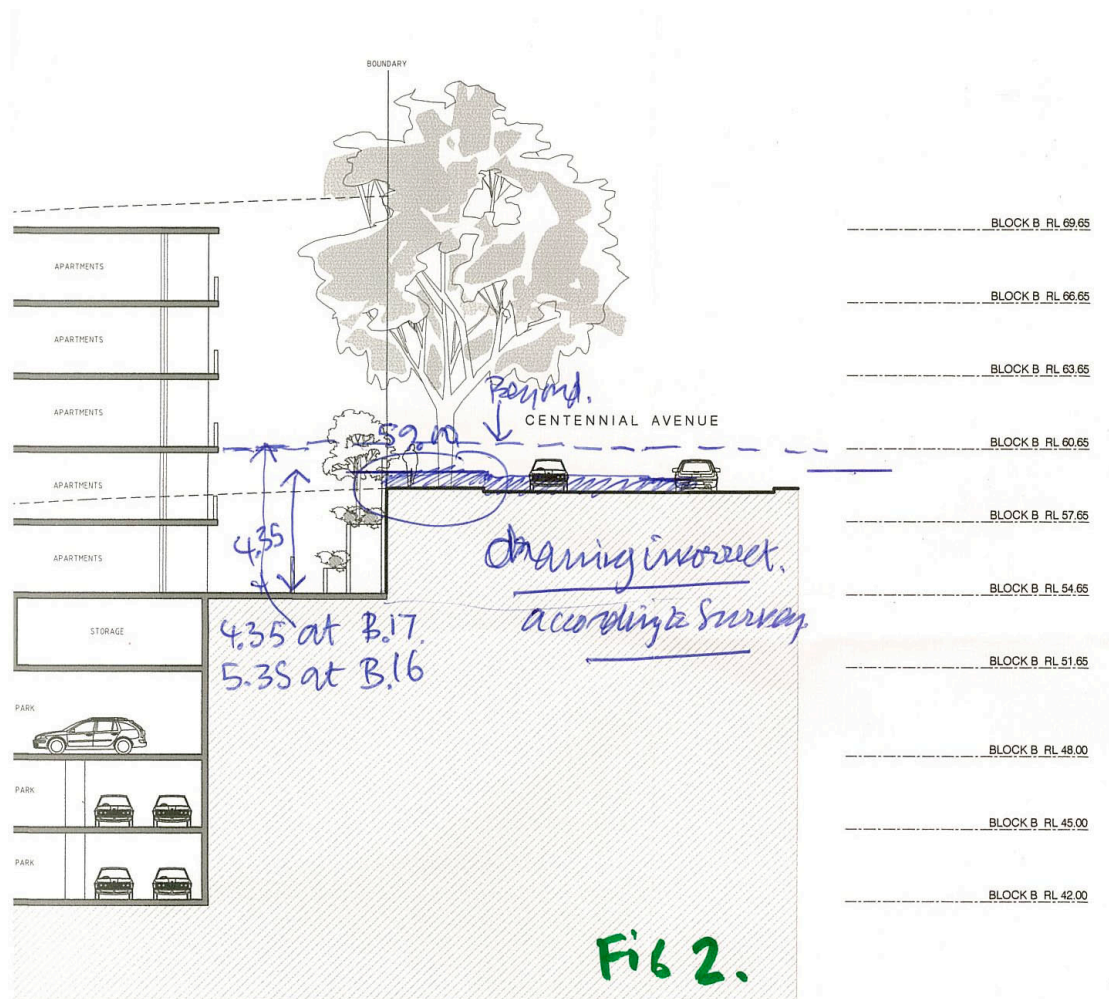 BOUNDARY
BLOCK B RL 69.65
APARTMENTS
BLOCK B RL 66.65
APARTMENTS
BLOCK B RL 63.65
Beyond.
APARTMENTS
CENTENNIAL AVENUE
59.00
BLOCK B RL 60.65
APARTMENTS
BLOCK B RL 57.65
4.35
drawing incorrect.
APARTMENTS
BLOCK B RL 54.65
according to Survey
STORAGE
4.35 at B.17.
5.35 at B.16
BLOCK B RL 51.65
PARK
BLOCK B RL 48.00
PARK
BLOCK B RL 45.00
PARK
BLOCK B RL 42.00
Fig 2.